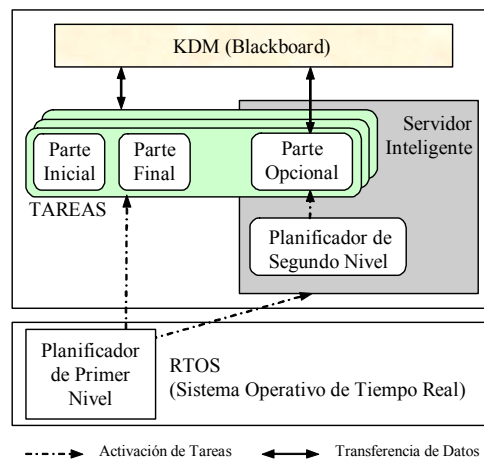 KDM (Blackboard)
Servidor
Inteligente
Parte
Inicial
Parte
Final
Parte
Opcional
TAREAS
Planificador de
Segundo Nivel
Planificador
de Primer
Nivel
RTOS
(Sistema Operativo de Tiempo Real)
Activación de Tareas
Transferencia de Datos